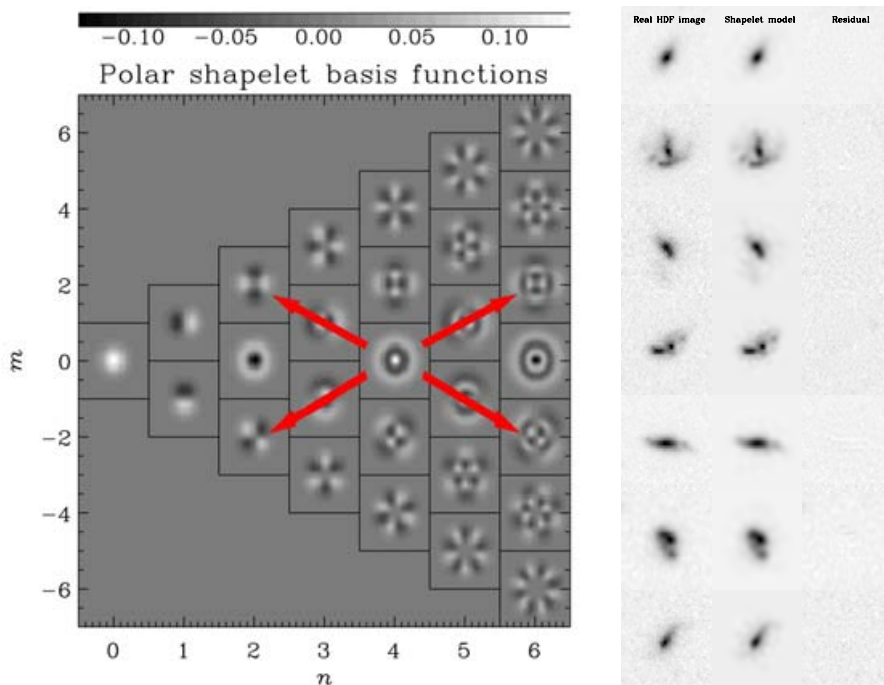 −0.10 −0.05 0.00 0.05 0.10
Polar shapelet basis functions
6
4
2
0
−2
−4
−6
m
0 1 2 3 4 5 6
n
Real HDF image Shapelet model Residual